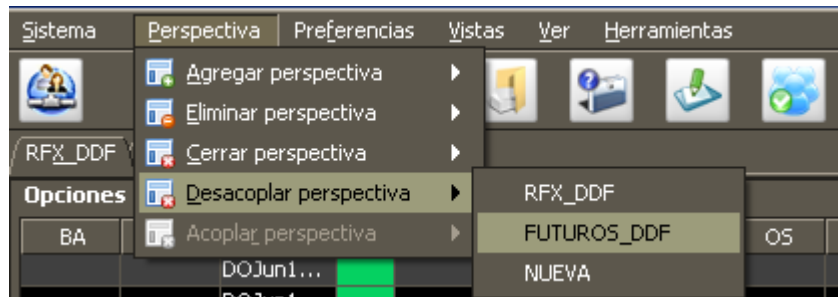 Sistema Perspectiva Preferencias Vistas Ver Herramientas
Agregar perspectiva
Eliminar perspectiva
RFX_DDF Cerrar perspectiva
Opciones Desacoplar perspectiva RFX_DDF
BA Acoplar perspectiva FUTUROS_DDF OS
DOJun1... NUEVA